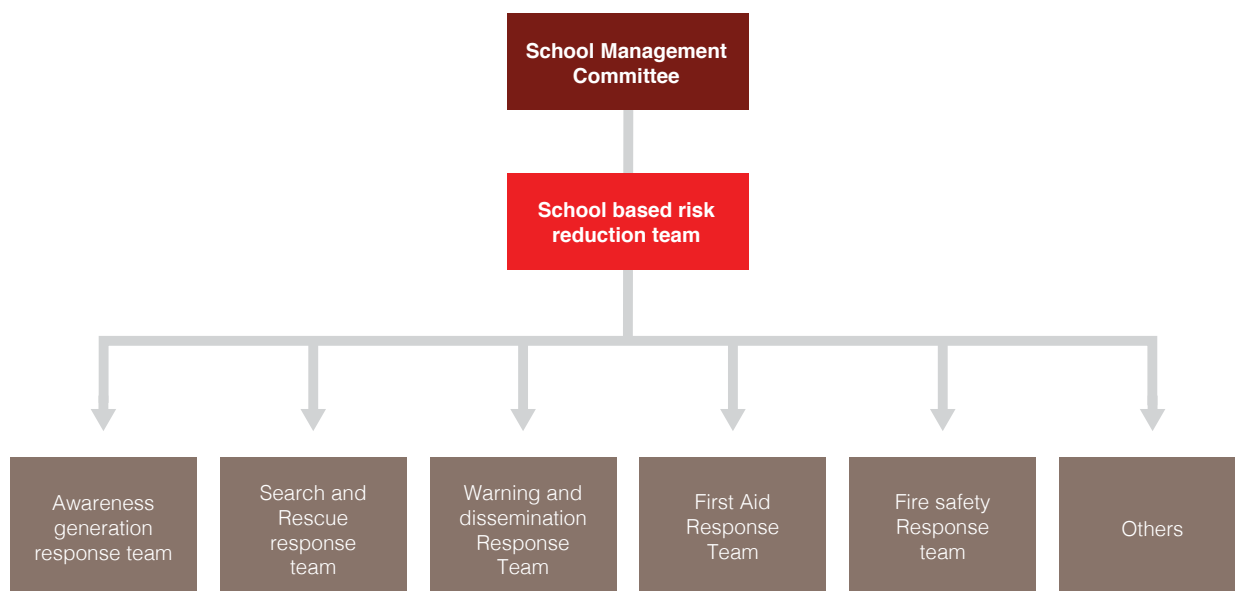 School Management
Committee
School based risk
reduction team
Awareness
generation
response team
Search and
Rescue
response
team
Warning and
dissemination
Response
Team
First Aid
Response
Team
Fire safety
Response
team
Others